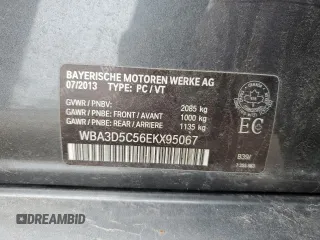 BAYERISCHE MOTOREN WERKE AG
07/2013 TYPE: PC / VT
GVWR / PNBV: 2085 kg
GAWR / PNBE: FRONT / AVANT 1000 kg
GAWR / PNBE: REAR / ARRIERE 1135 kg
WBA3D5C56EKX95067
EC
839/
DREAMBID